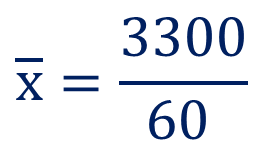 x̄ = 3300/60